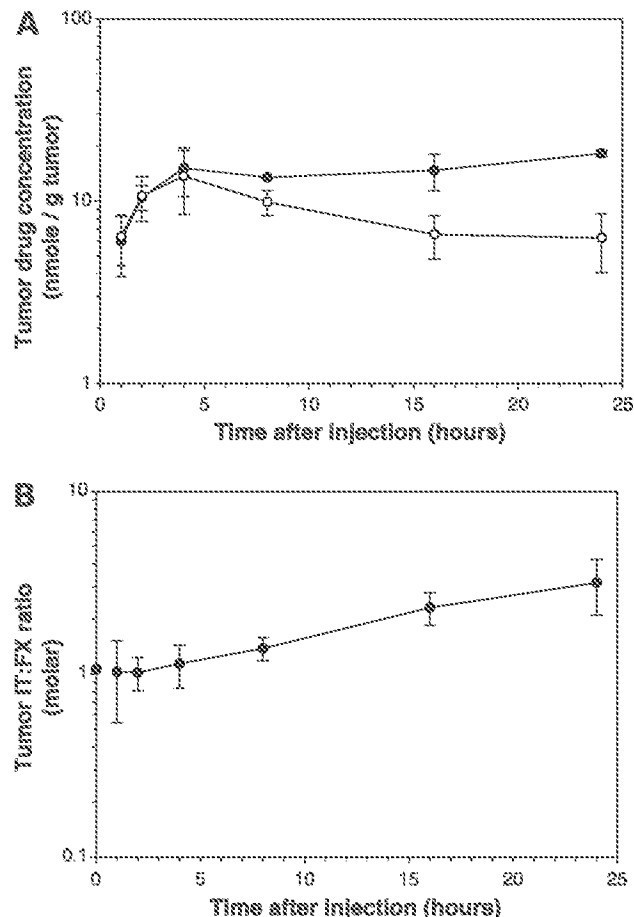 A
100
10
1
Tumor drug concentration
(nmole / g tumor)
0 5 10 15 20 25
Time after injection (hours)
B
10
1
0.1
Tumor IT:FX ratio
(molar)
0 5 10 15 20 25
Time after injection (hours)